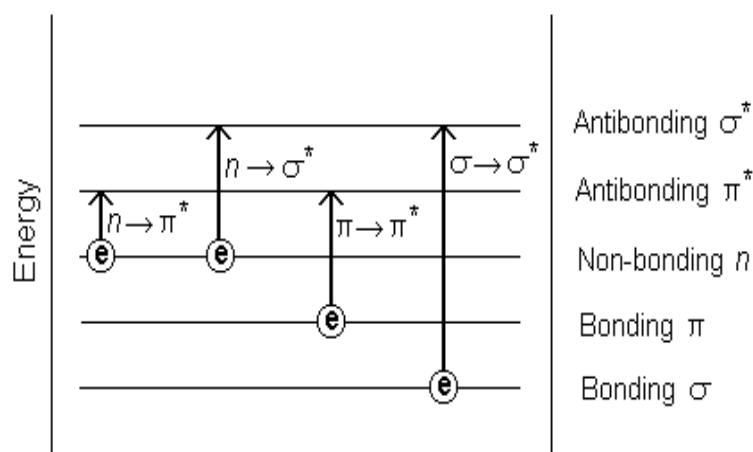 Energy
n → σ*
σ → σ*
n → π*
π → π*
e
e
e
e
Antibonding σ*
Antibonding π*
Non-bonding n
Bonding π
Bonding σ